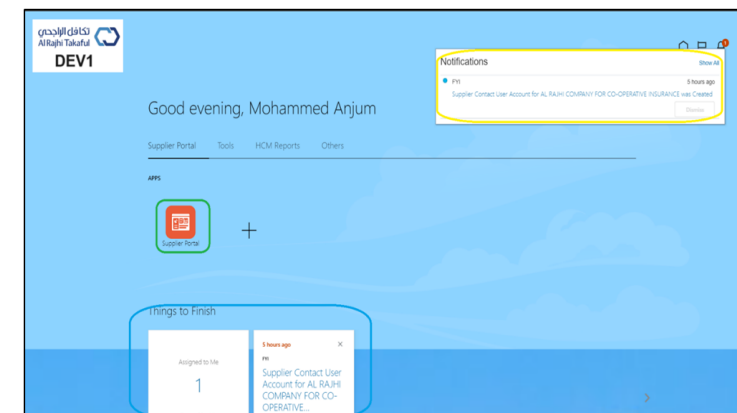 تكافل الراجحي
Al Rajhi Takaful
DEV1
Notifications
Show All
FYI
5 hours ago
Supplier Contact User Account for AL RAJHI COMPANY FOR CO-OPERATIVE INSURANCE was Created
Dismiss
Good evening, Mohammed Anjum
Supplier Portal
Tools
HCM Reports
Others
APPS
Supplier Portal
Things to Finish
Assigned to Me
1
5 hours ago
FYI
Supplier Contact User
Account for AL RAJHI
COMPANY FOR CO-
OPERATIVE...